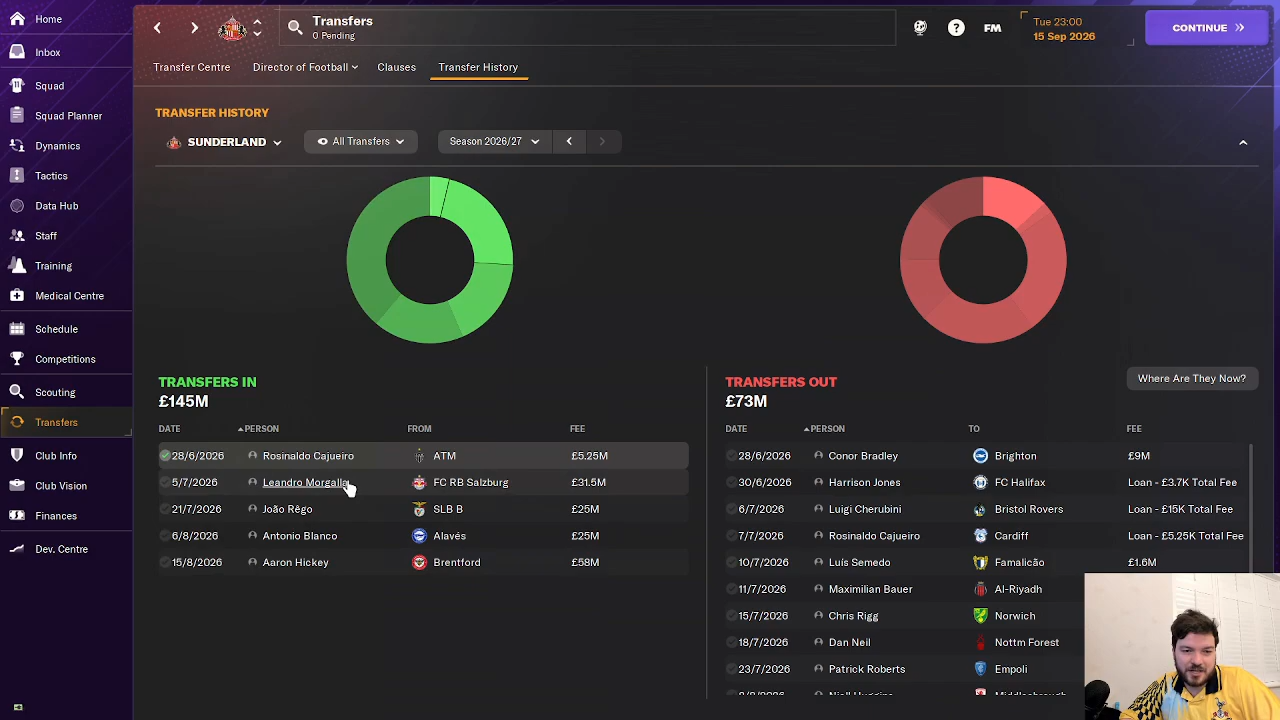 Home
Inbox
Squad
Squad Planner
Dynamics
Tactics
Data Hub
Staff
Training
Medical Centre
Schedule
Competitions
Scouting
Transfers
Club Info
Club Vision
Finances
Dev. Centre
Transfers
0 Pending
?
FM
Tue 23:00
15 Sep 2026
CONTINUE
Transfer Centre
Director of Football
Clauses
Transfer History
TRANSFER HISTORY
SUNDERLAND
All Transfers
Season 2026/27
TRANSFERS IN
£145M
DATE PERSON FROM FEE
28/6/2026 Rosinaldo Cajueiro ATM £5.25M
5/7/2026 Leandro Morgalla FC RB Salzburg £31.5M
21/7/2026 João Rêgo SLB B £25M
6/8/2026 Antonio Blanco Alavés £25M
15/8/2026 Aaron Hickey Brentford £58M
TRANSFERS OUT
£73M
Where Are They Now?
DATE PERSON TO FEE
28/6/2026 Conor Bradley Brighton £9M
30/6/2026 Harrison Jones FC Halifax Loan - £3.7K Total Fee
6/7/2026 Luigi Cherubini Bristol Rovers Loan - £15K Total Fee
7/7/2026 Rosinaldo Cajueiro Cardiff Loan - £5.25K Total Fee
10/7/2026 Luís Semedo Famalicão £1.6M
11/7/2026 Maximilian Bauer Al-Riyadh
15/7/2026 Chris Rigg Norwich
18/7/2026 Dan Neil Nottm Forest
23/7/2026 Patrick Roberts Empoli